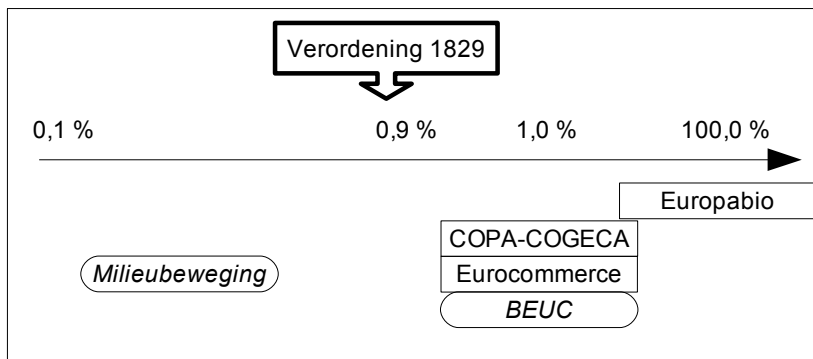 Verordening 1829
0,1 % 0,9 % 1,0 % 100,0 %
Europabio
COPA-COGECA
Milieubeweging Eurocommerce
BEUC